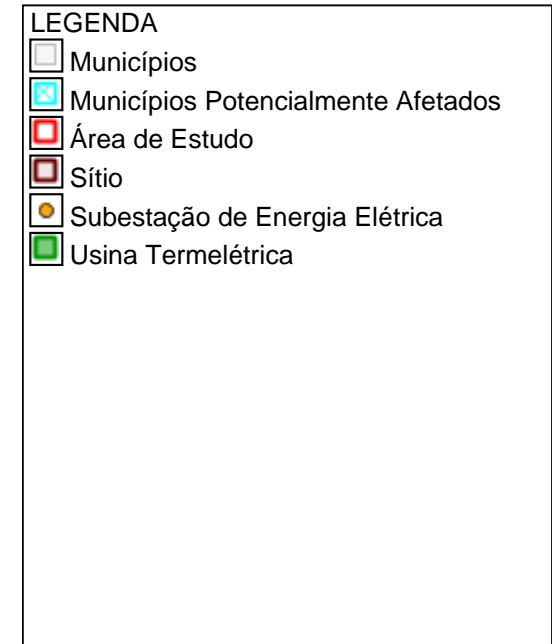 LEGENDA
Municípios
Municípios Potencialmente Afetados
Área de Estudo
Sítio
Subestação de Energia Elétrica
Usina Termelétrica